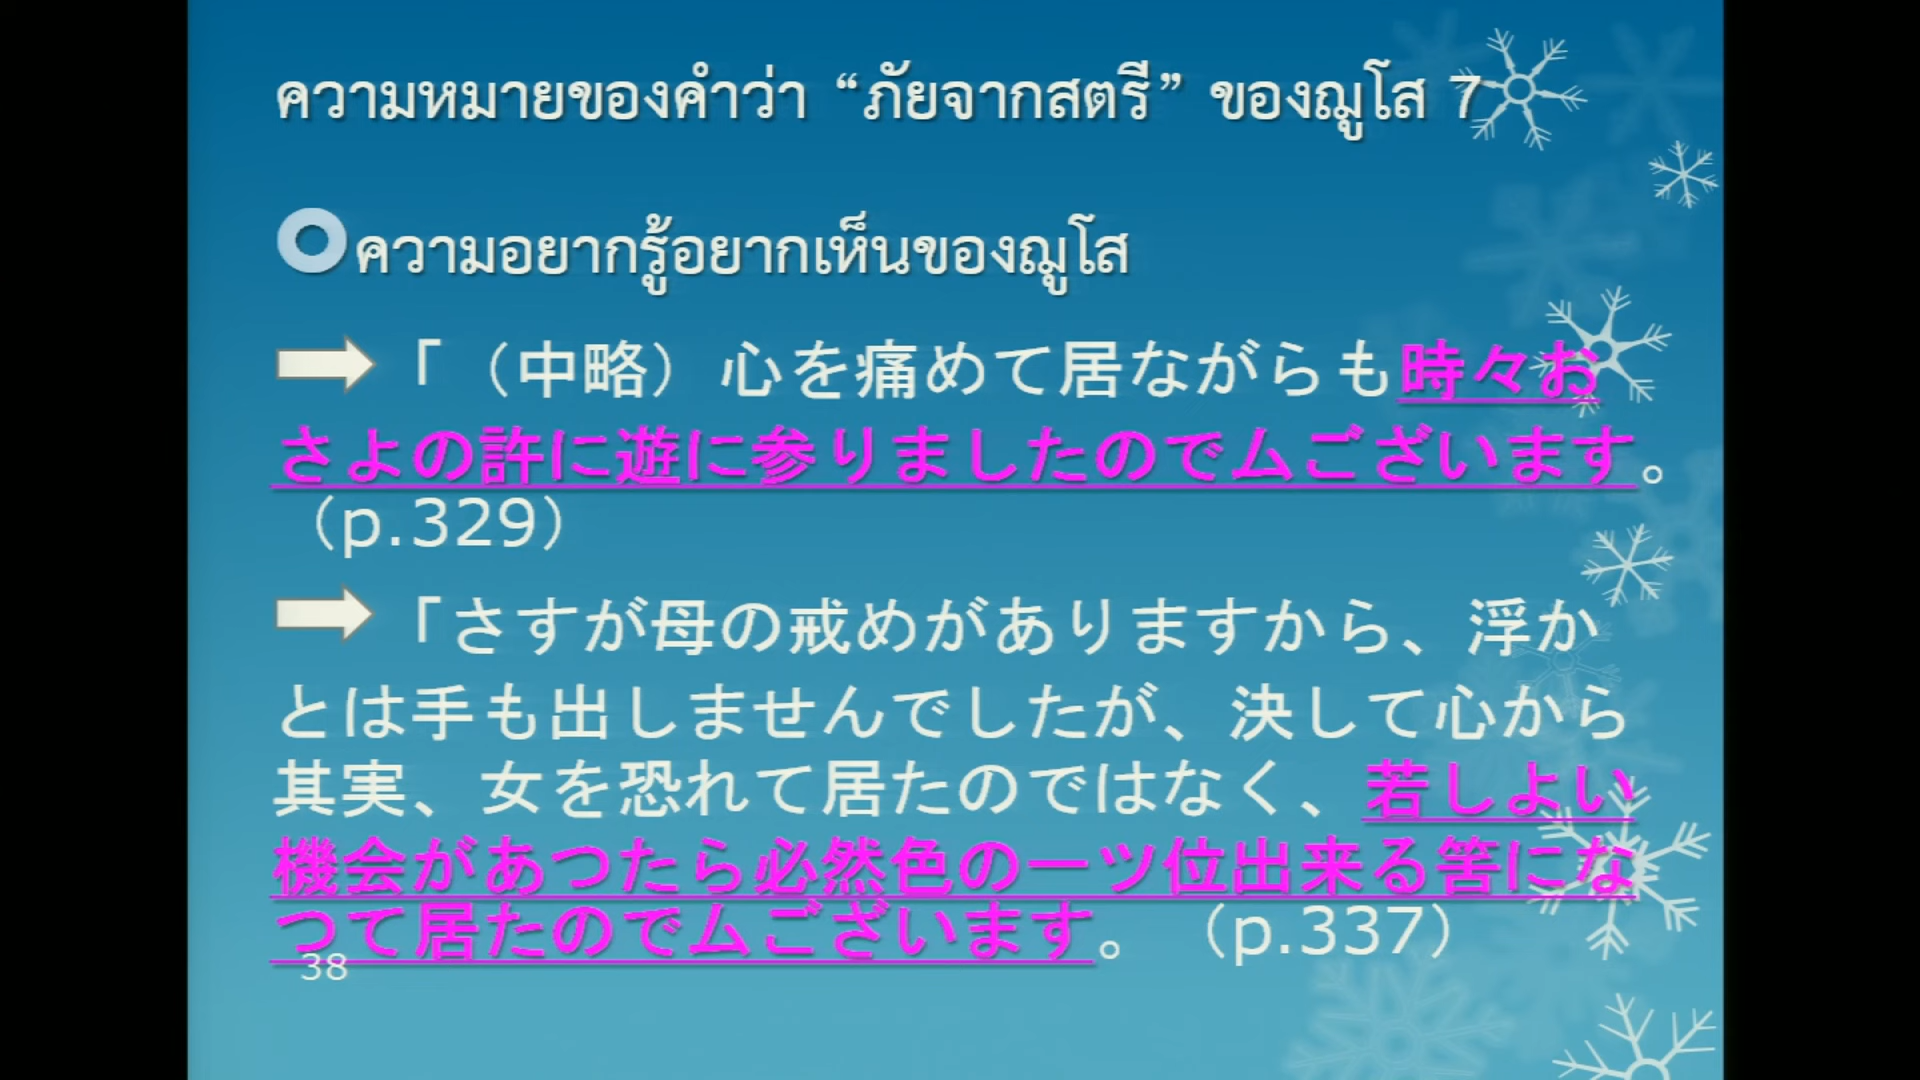 ความหมายของคำว่า “ภัยจากสตรี” ของฌูโส 7
ความอยากรู้อยากเห็นของฌูโส
「（中略）心を痛めて居ながらも時々お
さよの許に遊に参りましたのでムございます。
（p.329）
「さすが母の戒めがありますから、浮か
とは手も出しませんでしたが、決して心から
其実、女を恐れて居たのではなく、若しよい
機会があつたら必然色の一ツ位出来る筈にな
つて居たのでムございます。（p.337）
38